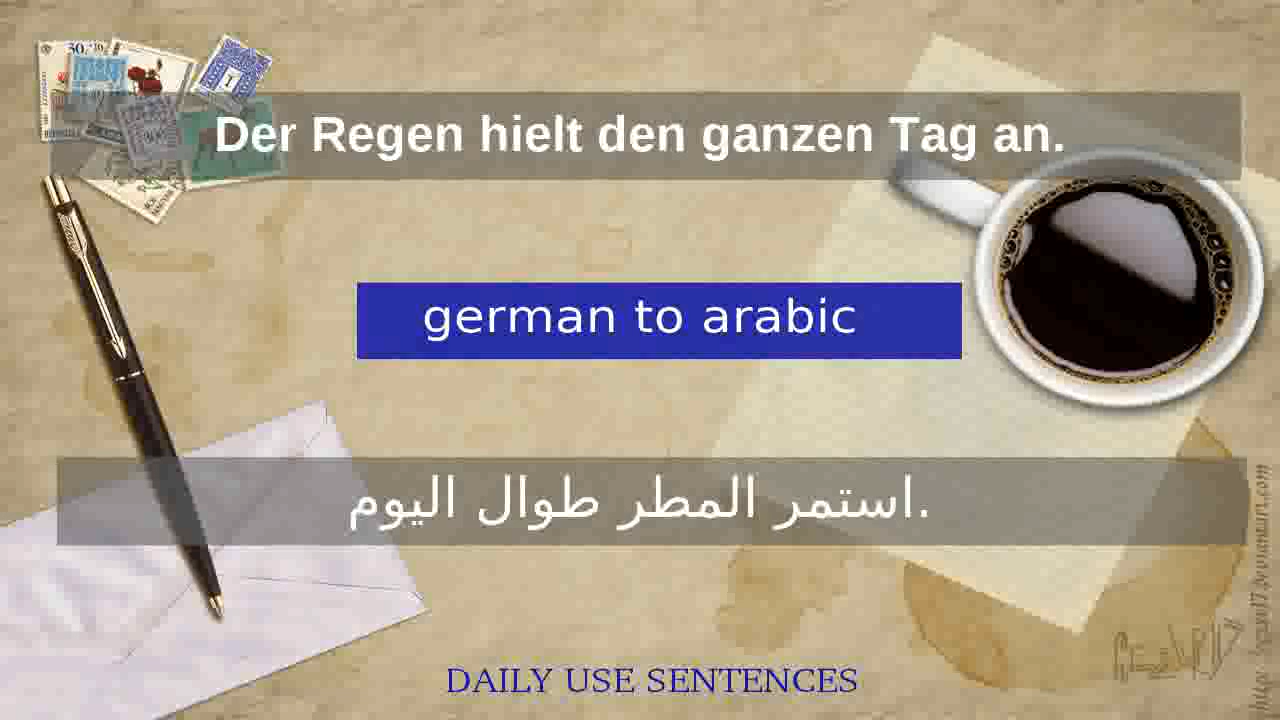 Der Regen hielt den ganzen Tag an.
german to arabic
استمر المطر طوال اليوم.
DAILY USE SENTENCES